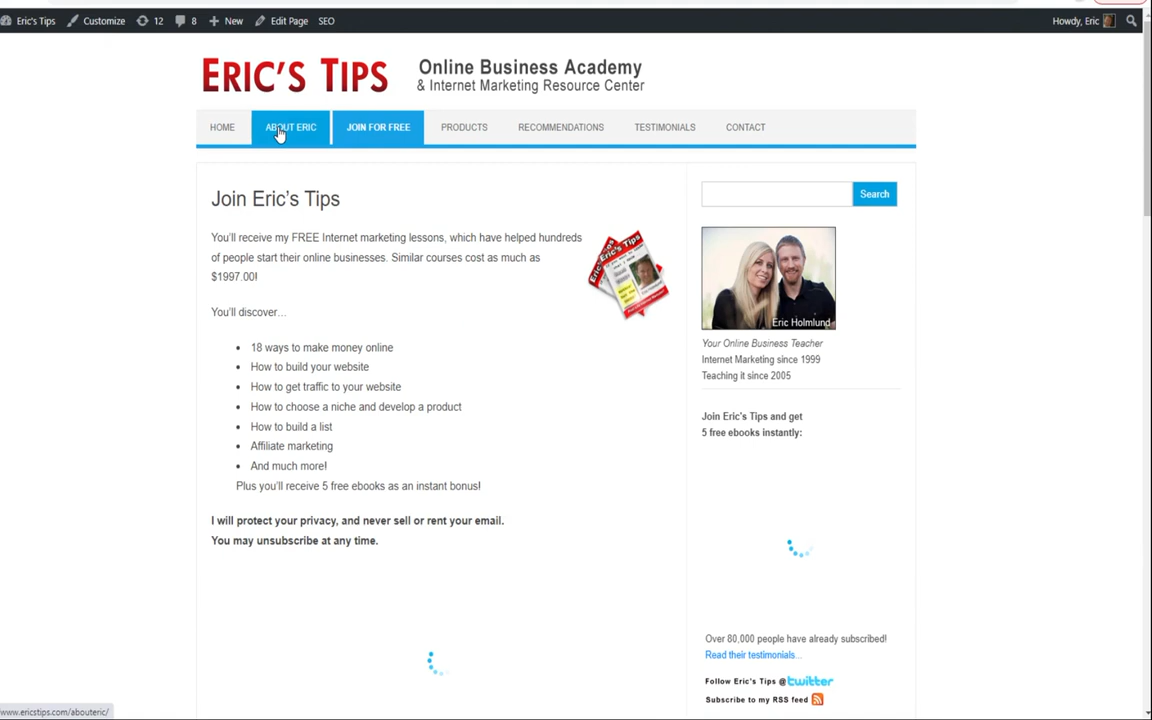 Eric's Tips Customize 12 8 New Edit Page SEO Howdy, Eric
ERIC'S TIPS
Online Business Academy
& Internet Marketing Resource Center
HOME ABOUT ERIC JOIN FOR FREE PRODUCTS RECOMMENDATIONS TESTIMONIALS CONTACT
Join Eric's Tips
You'll receive my FREE Internet marketing lessons, which have helped hundreds
of people start their online businesses. Similar courses cost as much as
$1997.00!
You'll discover…
18 ways to make money online
How to build your website
How to get traffic to your website
How to choose a niche and develop a product
How to build a list
Affiliate marketing
And much more!
Plus you'll receive 5 free ebooks as an instant bonus!
I will protect your privacy, and never sell or rent your email.
You may unsubscribe at any time.
Eric's Tips
Search
Eric Holmlund
Your Online Business Teacher
Internet Marketing since 1999
Teaching it since 2005
Join Eric's Tips and get
5 free ebooks instantly:
Over 80,000 people have already subscribed!
Read their testimonials...
Follow Eric's Tips @twitter
Subscribe to my RSS feed
www.ericstips.com/abouteric/